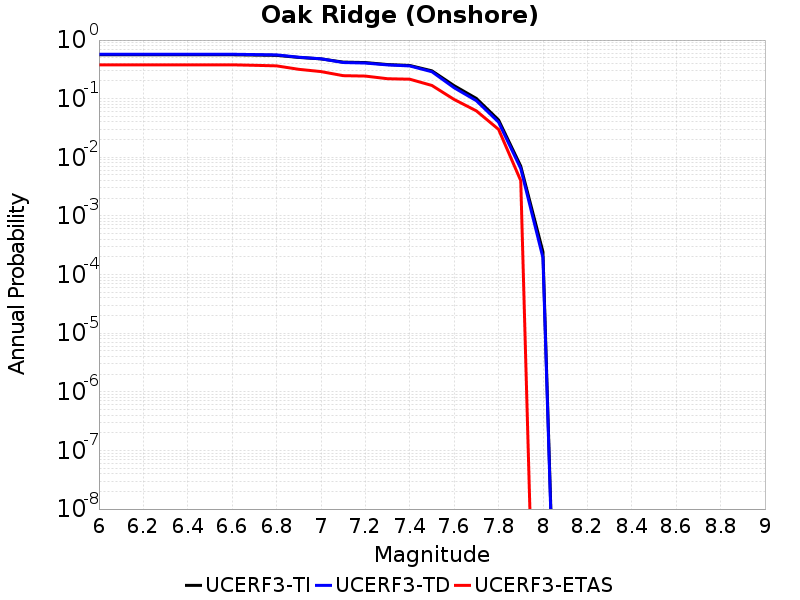 Oak Ridge (Onshore)
Annual Probability
10^0
10^-1
10^-2
10^-3
10^-4
10^-5
10^-6
10^-7
10^-8
6 6.2 6.4 6.6 6.8 7 7.2 7.4 7.6 7.8 8 8.2 8.4 8.6 8.8 9
Magnitude
UCERF3-TI UCERF3-TD UCERF3-ETAS